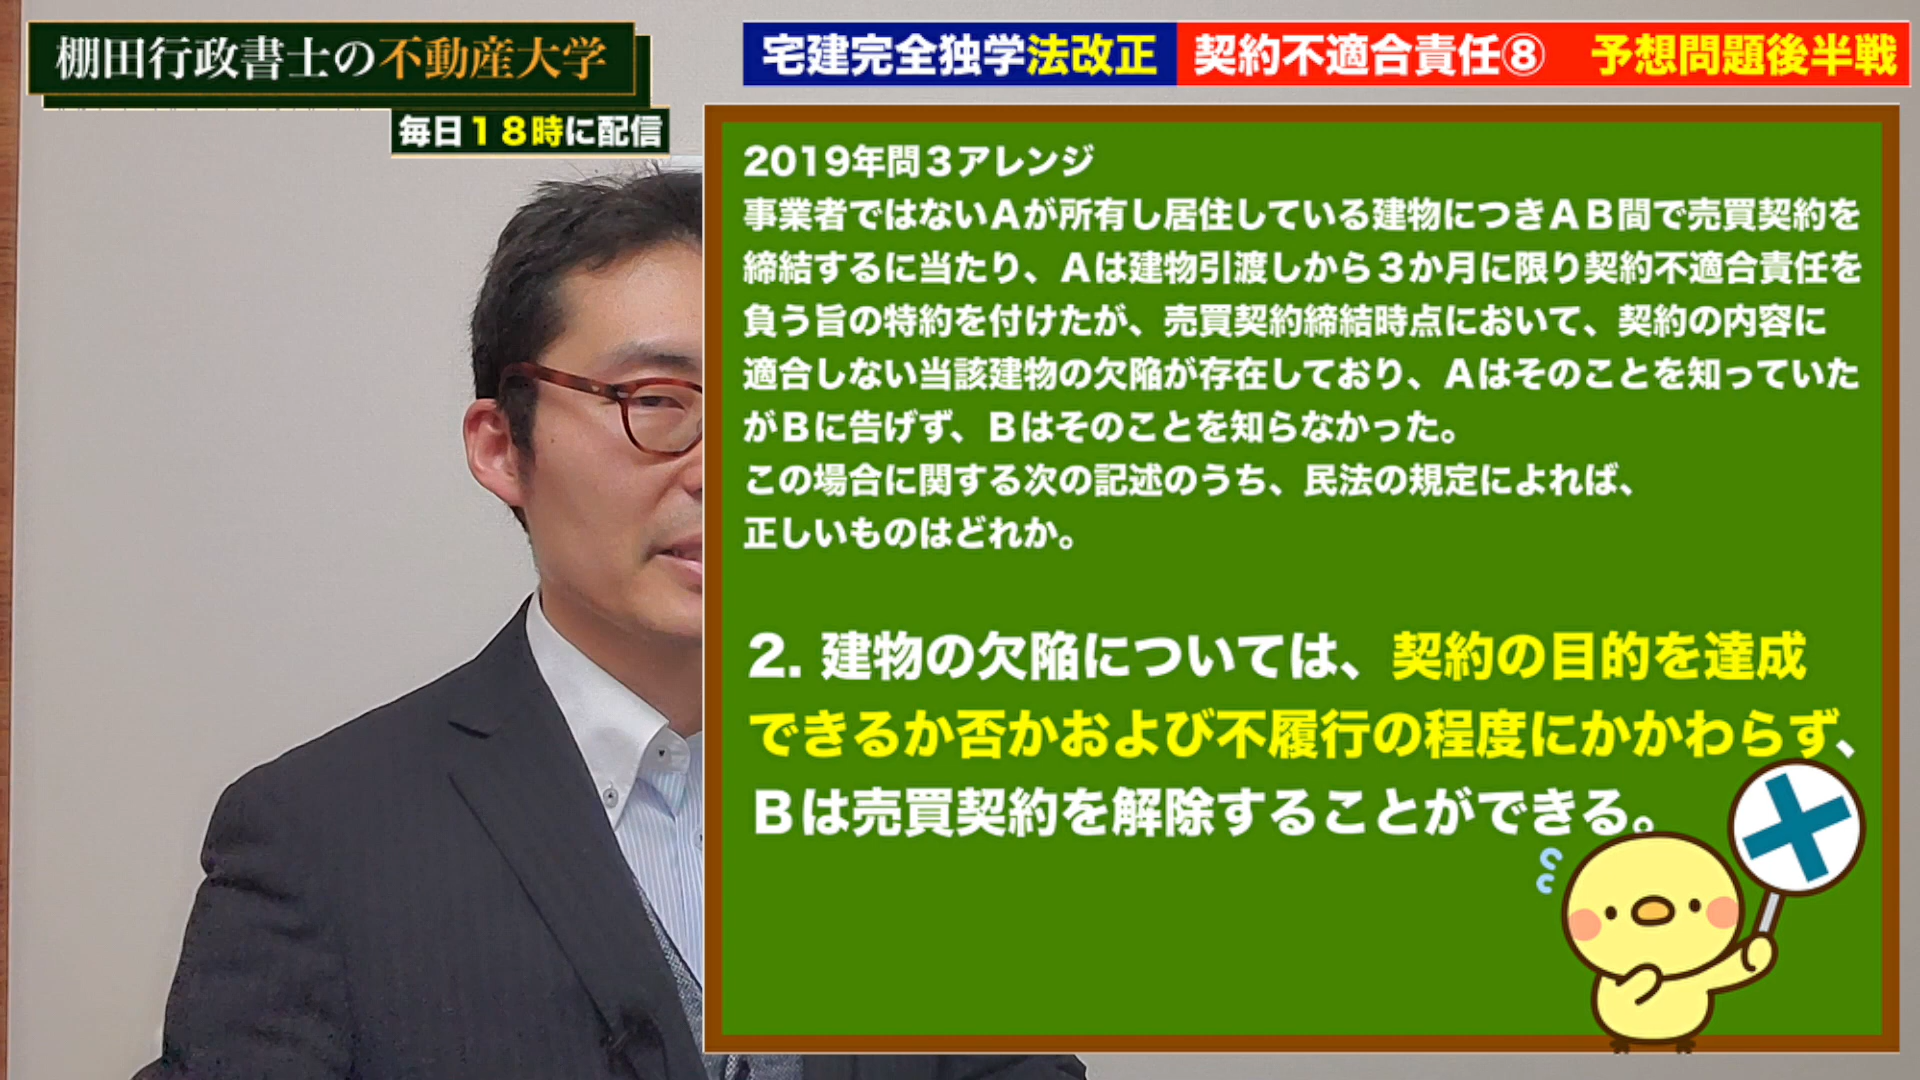 棚田行政書士の不動産大学
毎日１８時に配信
宅建完全独学法改正 契約不適合責任⑧ 予想問題後半戦
2019年問３アレンジ
事業者ではないＡが所有し居住している建物につきＡＢ間で売買契約を
締結するに当たり、Ａは建物引渡しから３か月に限り契約不適合責任を
負う旨の特約を付けたが、売買契約締結時点において、契約の内容に
適合しない当該建物の欠陥が存在しており、Ａはそのことを知っていた
がＢに告げず、Ｂはそのことを知らなかった。
この場合に関する次の記述のうち、民法の規定によれば、
正しいものはどれか。
2. 建物の欠陥については、契約の目的を達成
できるか否かおよび不履行の程度にかかわらず、
Ｂは売買契約を解除することができる。